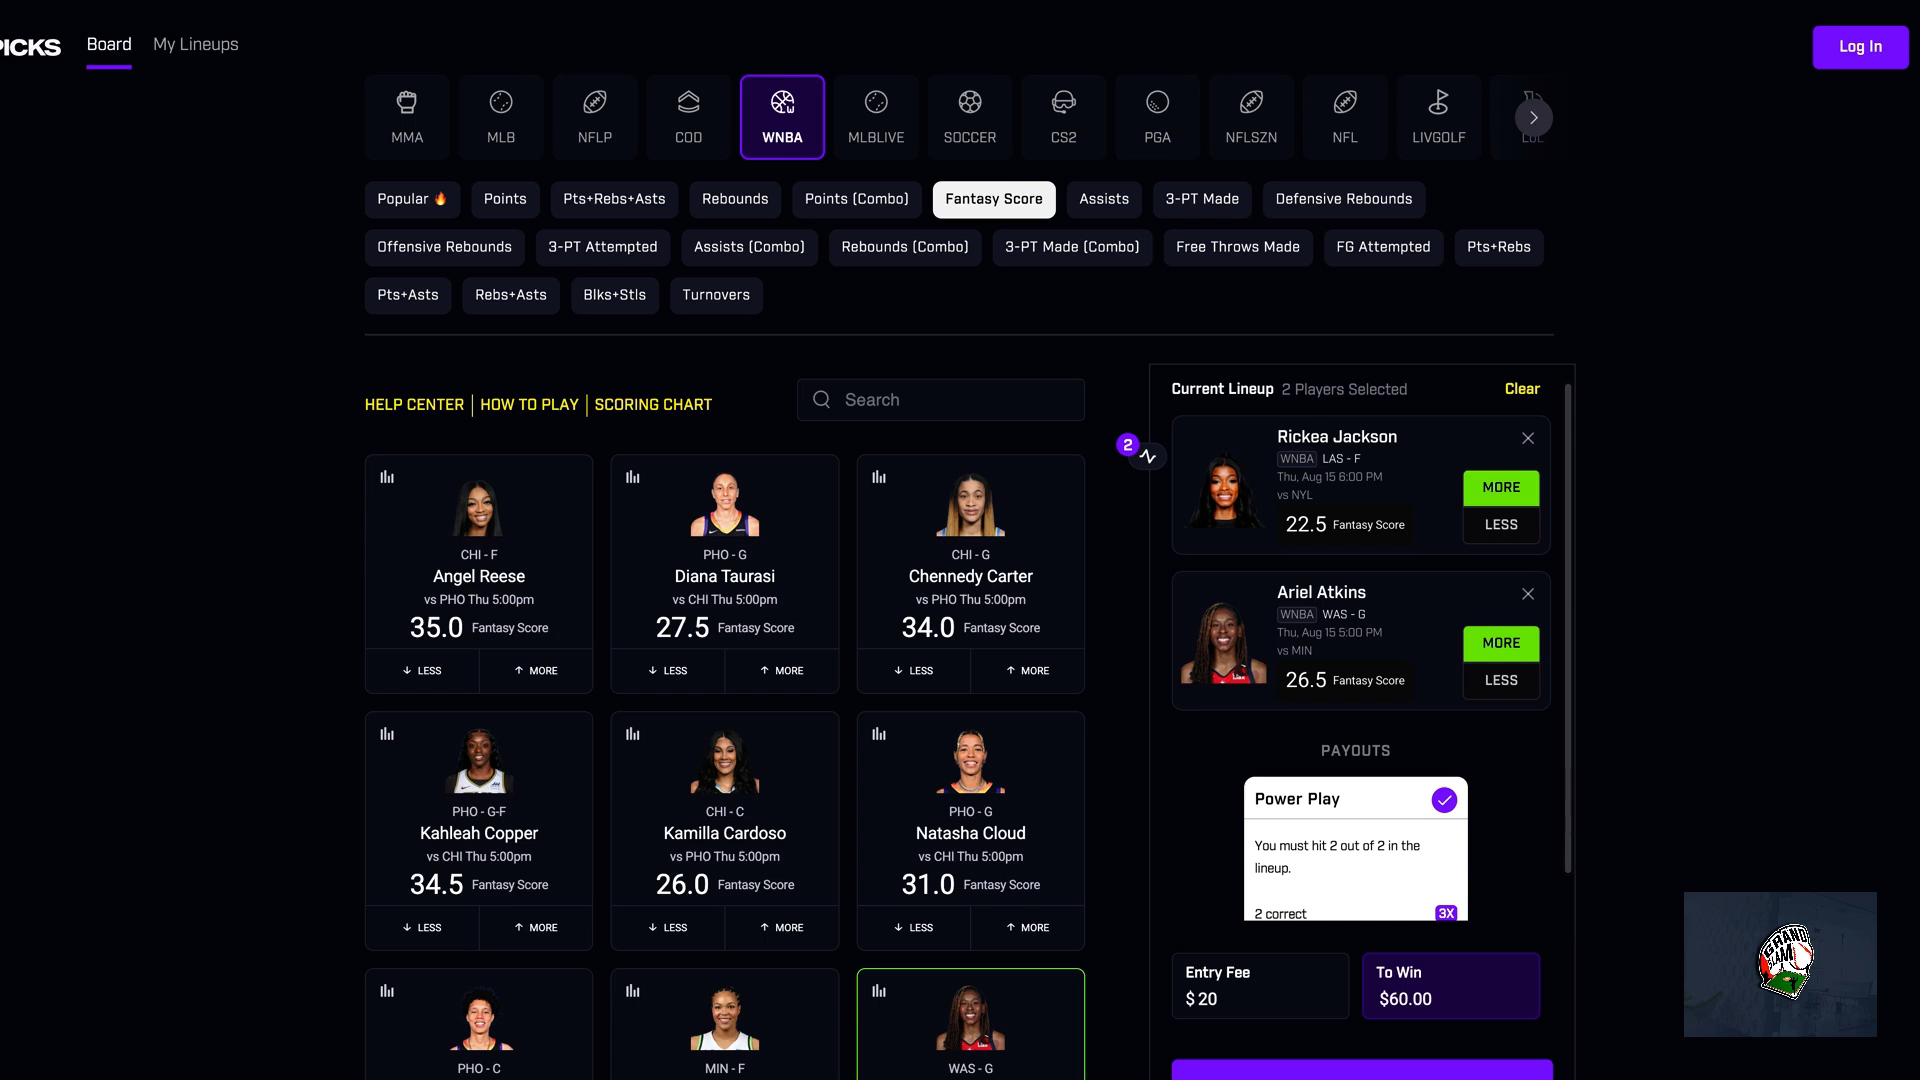 PICKS
Board
My Lineups
Log In
MMA
MLB
NFLP
COD
WNBA
MLBLIVE
SOCCER
CS2
PGA
NFLSZN
NFL
LIVGOLF
LOL
Popular
Points
Pts+Rebs+Asts
Rebounds
Points (Combo)
Fantasy Score
Assists
3-PT Made
Defensive Rebounds
Offensive Rebounds
3-PT Attempted
Assists (Combo)
Rebounds (Combo)
3-PT Made (Combo)
Free Throws Made
FG Attempted
Pts+Rebs
Pts+Asts
Rebs+Asts
Blks+Stls
Turnovers
HELP CENTER
HOW TO PLAY
SCORING CHART
Search
CHI - F
Angel Reese
vs PHO Thu 5:00pm
35.0 Fantasy Score
LESS
MORE
PHO - G
Diana Taurasi
vs CHI Thu 5:00pm
27.5 Fantasy Score
LESS
MORE
CHI - G
Chennedy Carter
vs PHO Thu 5:00pm
34.0 Fantasy Score
LESS
MORE
PHO - G-F
Kahleah Copper
vs CHI Thu 5:00pm
34.5 Fantasy Score
LESS
MORE
CHI - C
Kamilla Cardoso
vs PHO Thu 5:00pm
26.0 Fantasy Score
LESS
MORE
PHO - G
Natasha Cloud
vs CHI Thu 5:00pm
31.0 Fantasy Score
LESS
MORE
PHO - C
MIN - F
WAS - G
2
Current Lineup 2 Players Selected
Clear
Rickea Jackson
WNBA LAS - F
Thu, Aug 15 6:00 PM
vs NYL
22.5 Fantasy Score
MORE
LESS
Ariel Atkins
WNBA WAS - G
Thu, Aug 15 5:00 PM
vs MIN
26.5 Fantasy Score
MORE
LESS
PAYOUTS
Power Play
You must hit 2 out of 2 in the
lineup.
2 correct
3X
Entry Fee
$ 20
To Win
$60.00
GRAND
SLAM